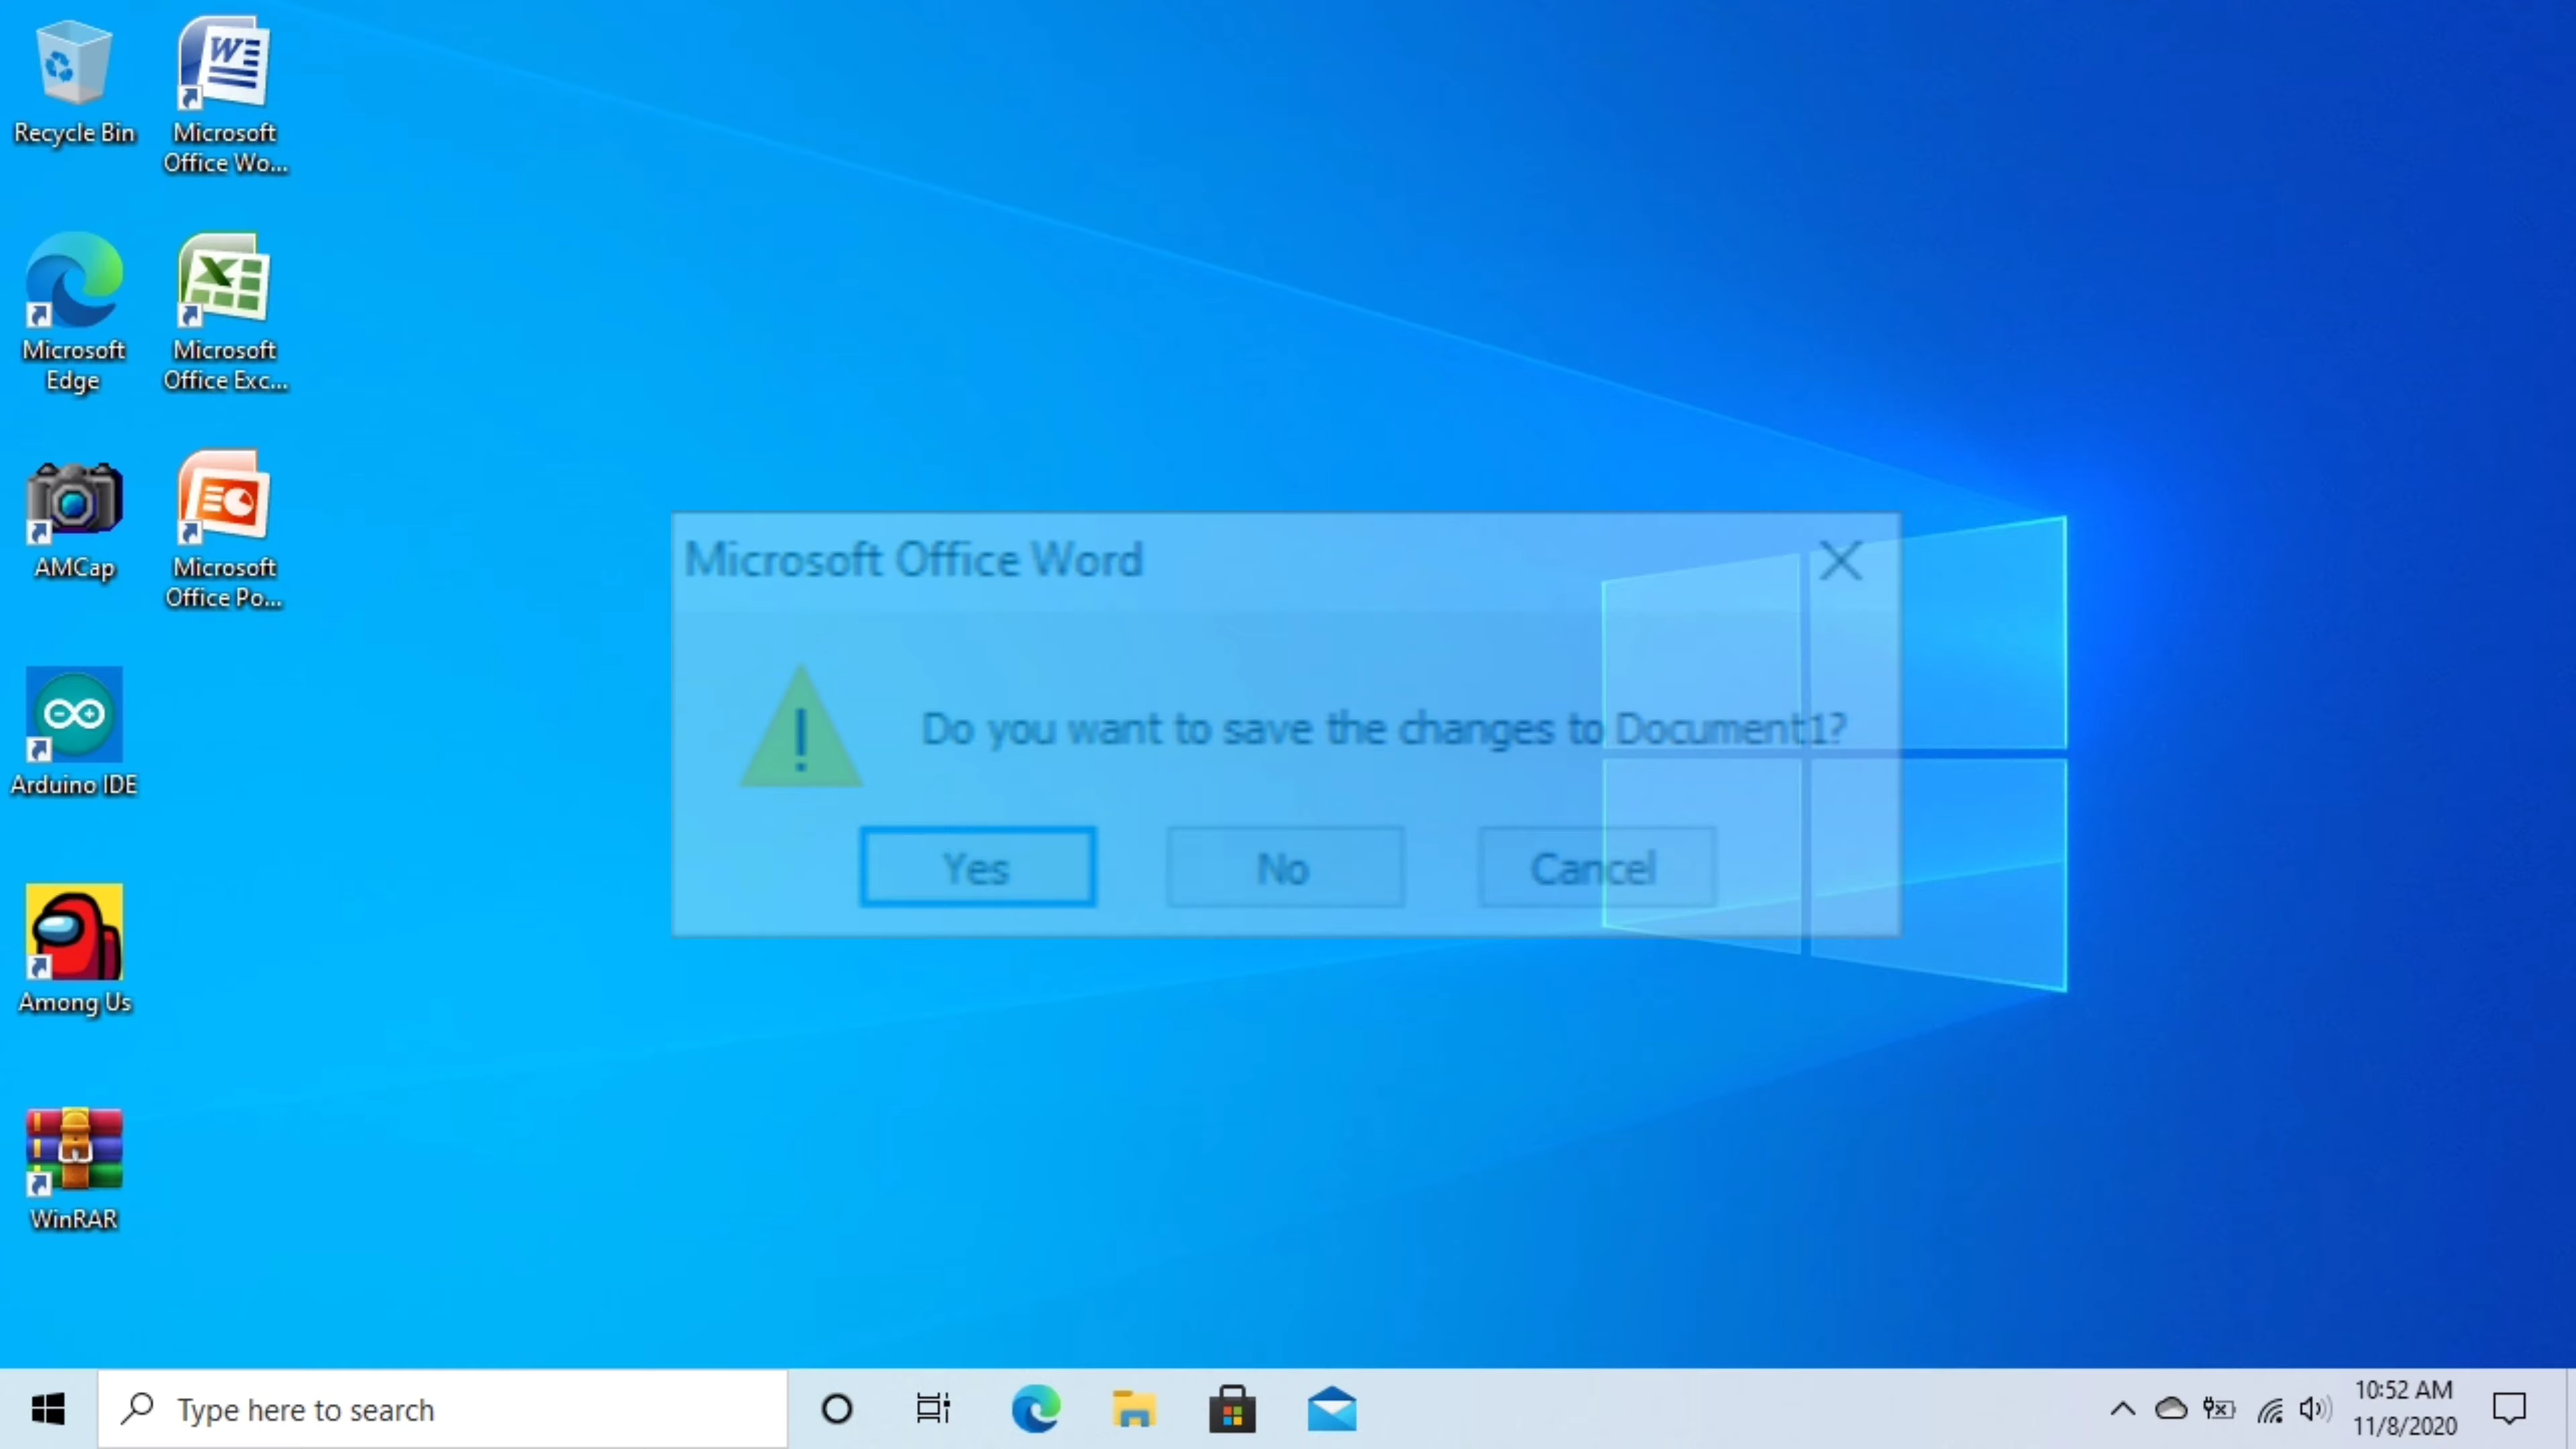 Recycle Bin
Microsoft
Office Wo...
Microsoft
Edge
Microsoft
Office Exc...
AMCap
Microsoft
Office Po...
Arduino IDE
Among Us
WinRAR
Microsoft Office Word
Do you want to save the changes to Document1?
Yes
No
Cancel
Type here to search
10:52 AM
11/8/2020